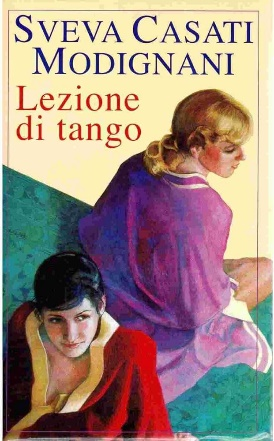 SVEVA CASATI
MODIGNANI
Lezione
di tango